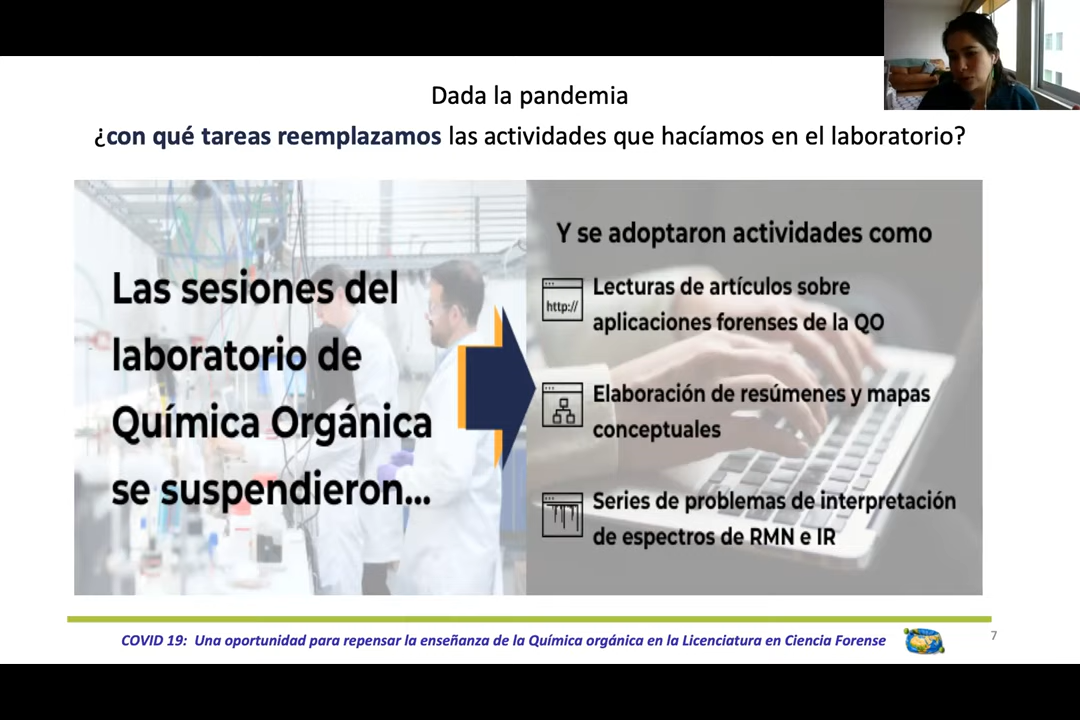 Dada la pandemia
¿con qué tareas reemplazamos las actividades que hacíamos en el laboratorio?
Las sesiones del
laboratorio de
Química Orgánica
se suspendieron...
Y se adoptaron actividades como
http://
Lecturas de artículos sobre
aplicaciones forenses de la QO
Elaboración de resúmenes y mapas
conceptuales
Series de problemas de interpretación
de espectros de RMN e IR
COVID 19: Una oportunidad para repensar la enseñanza de la Química orgánica en la Licenciatura en Ciencia Forense
7